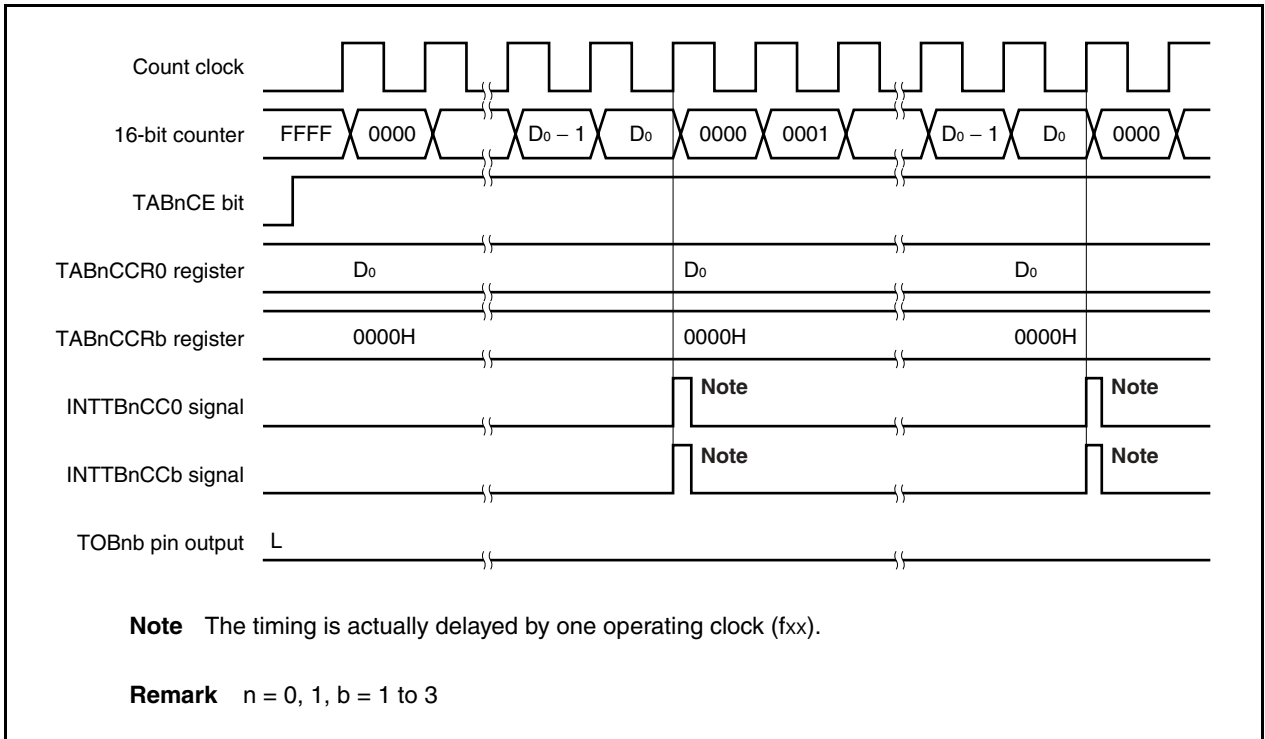 Count clock
16-bit counter FFFF 0000 D0 – 1 D0 0000 0001 D0 – 1 D0 0000
TABnCE bit
TABnCCR0 register D0 D0 D0
TABnCCRb register 0000H 0000H 0000H
INTTBnCC0 signal Note Note
INTTBnCCb signal Note Note
TOBnb pin output L
Note The timing is actually delayed by one operating clock (fxx).
Remark n = 0, 1, b = 1 to 3